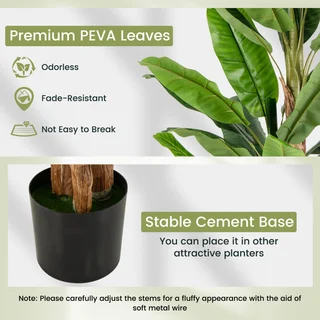 Premium PEVA Leaves
Odorless
Fade-Resistant
Not Easy to Break
Stable Cement Base
You can place it in other
attractive planters
Note: Please carefully adjust the stems for a fluffy appearance with the aid of
soft metal wire